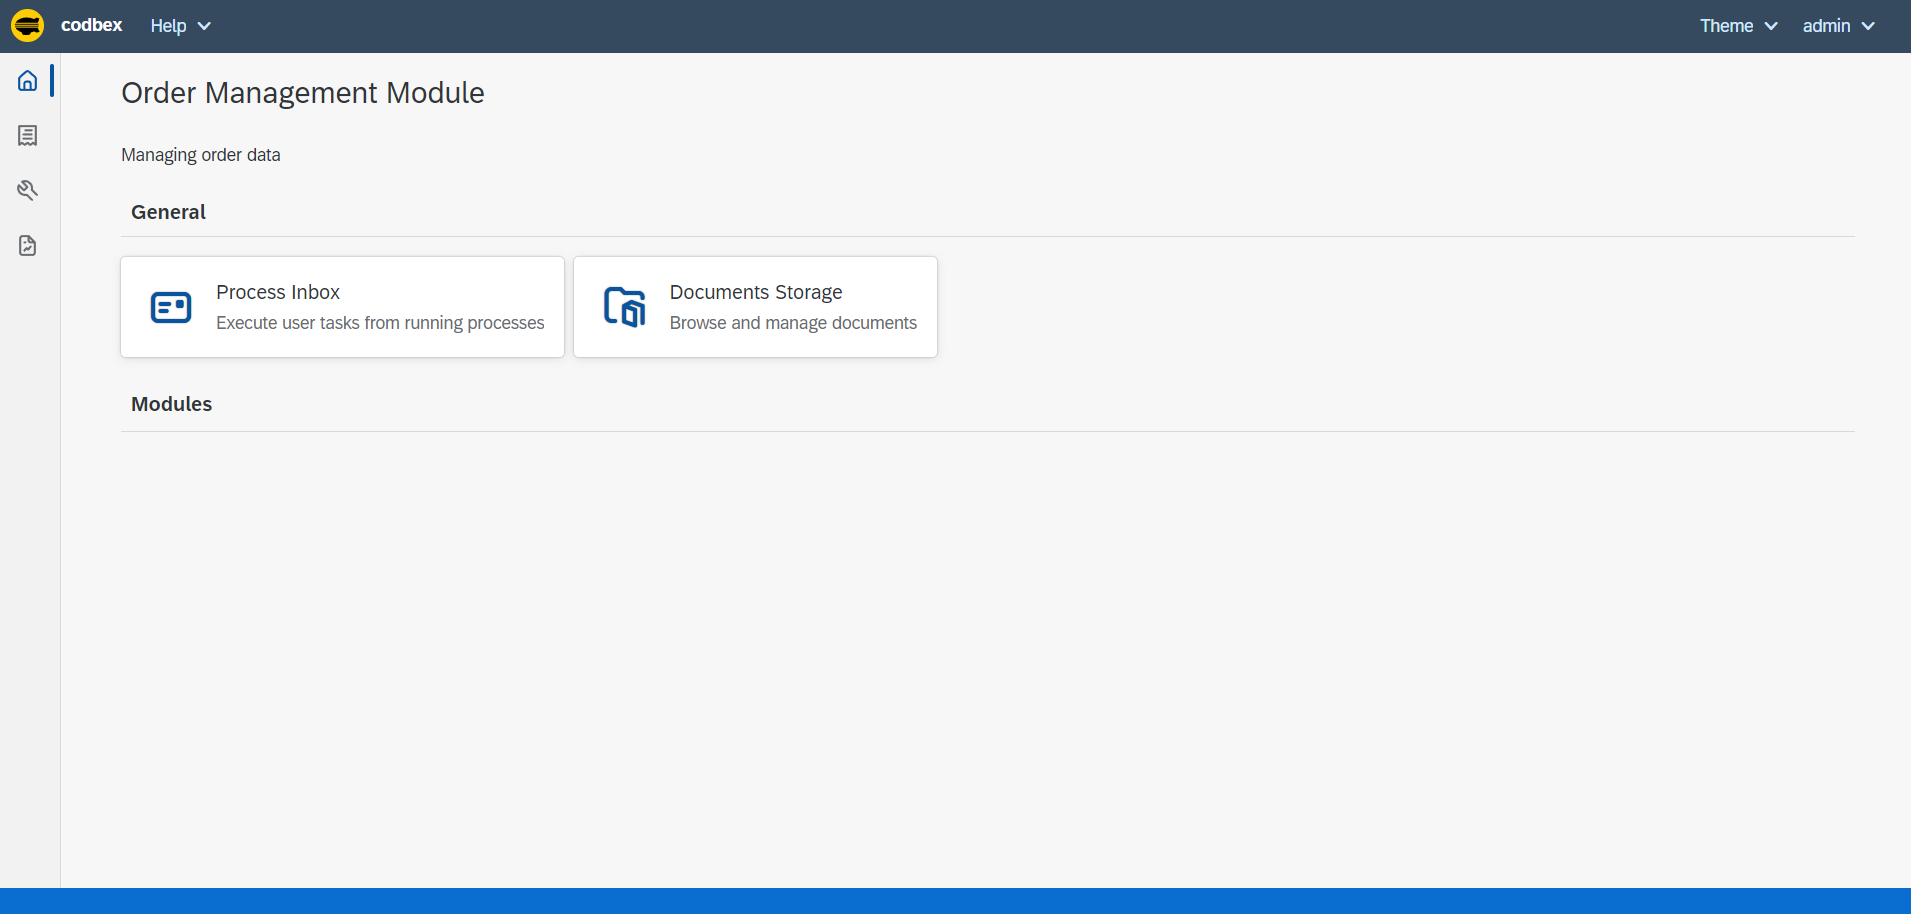 codbex Help Theme admin
Order Management Module
Managing order data
General
Process Inbox
Execute user tasks from running processes
Documents Storage
Browse and manage documents
Modules